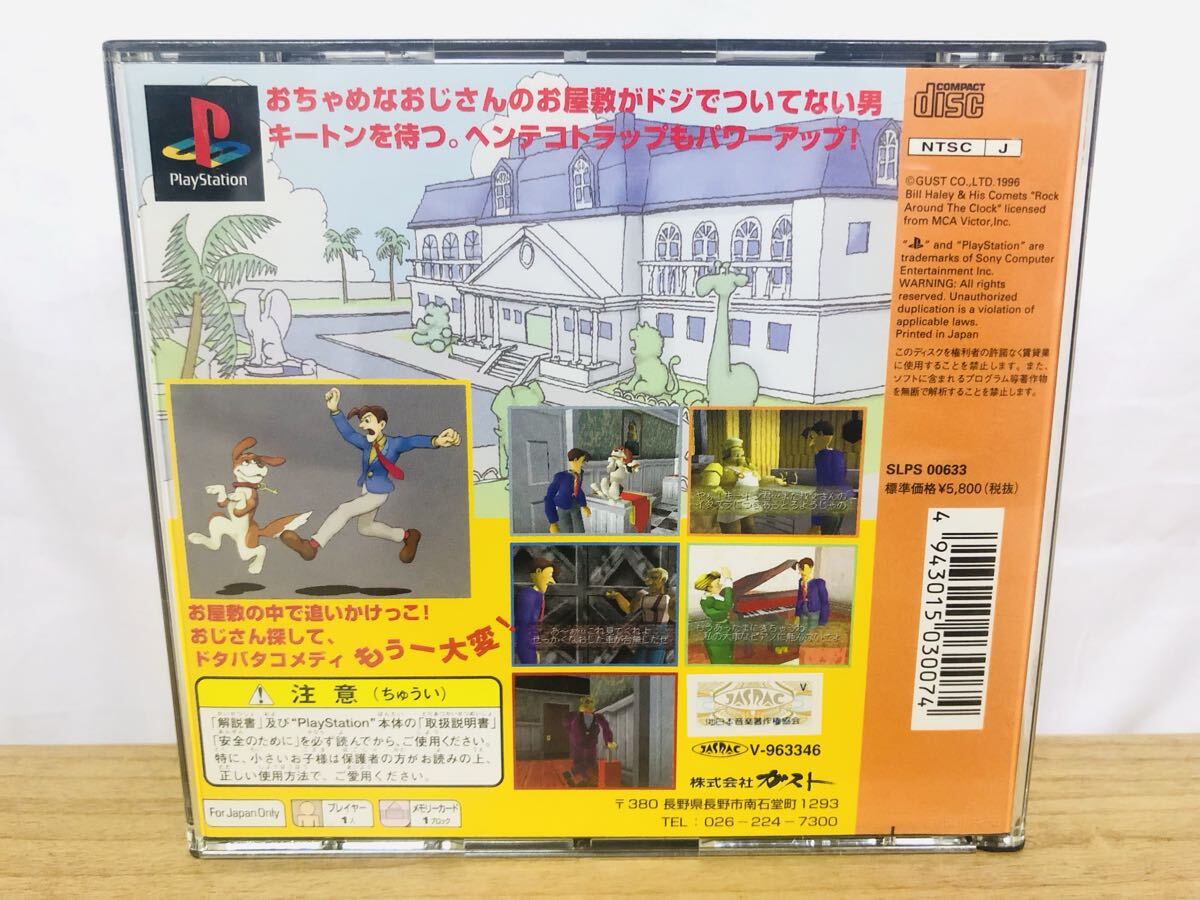 おちゃめなおじさんのお屋敷がドジでついてない男
キートンを待つ。ヘンテコトラップもパワーアップ！
PlayStation
COMPACT
disc
NTSC J
©GUST CO.,LTD.1996
Bill Haley & His Comets "Rock
Around The Clock" licensed
from MCA Victor,Inc.
" " and "PlayStation" are
trademarks of Sony Computer
Entertainment Inc.
WARNING: All rights
reserved. Unauthorized
duplication is a violation of
applicable laws.
Printed in Japan
このディスクを権利者の許諾なく賃貸業
に使用することを禁止します。また、
ソフトに含まれるプログラム等著作物
を無断で解析することを禁止します。
SLPS 00633
標準価格¥5,800(税抜)
4 943015 030074
お屋敷の中で追いかけっこ！
おじさん探して、
ドタバタコメディ もぅー大変！
注意（ちゅうい）
「解説書」及び"PlayStation"本体の「取扱説明書」
「安全のために」を必ず読んでから、ご使用ください。
特に、小さいお子様は保護者の方がお読みの上、
正しい使用方法で、ご愛用ください。
For Japan Only
プレイヤー
1人
メモリーカード
1ブロック
JASRAC
V
日本音楽著作権協会
JASRAC V-963346
株式会社 ガスト
〒380 長野県長野市南石堂町1293
TEL：026－224－7300